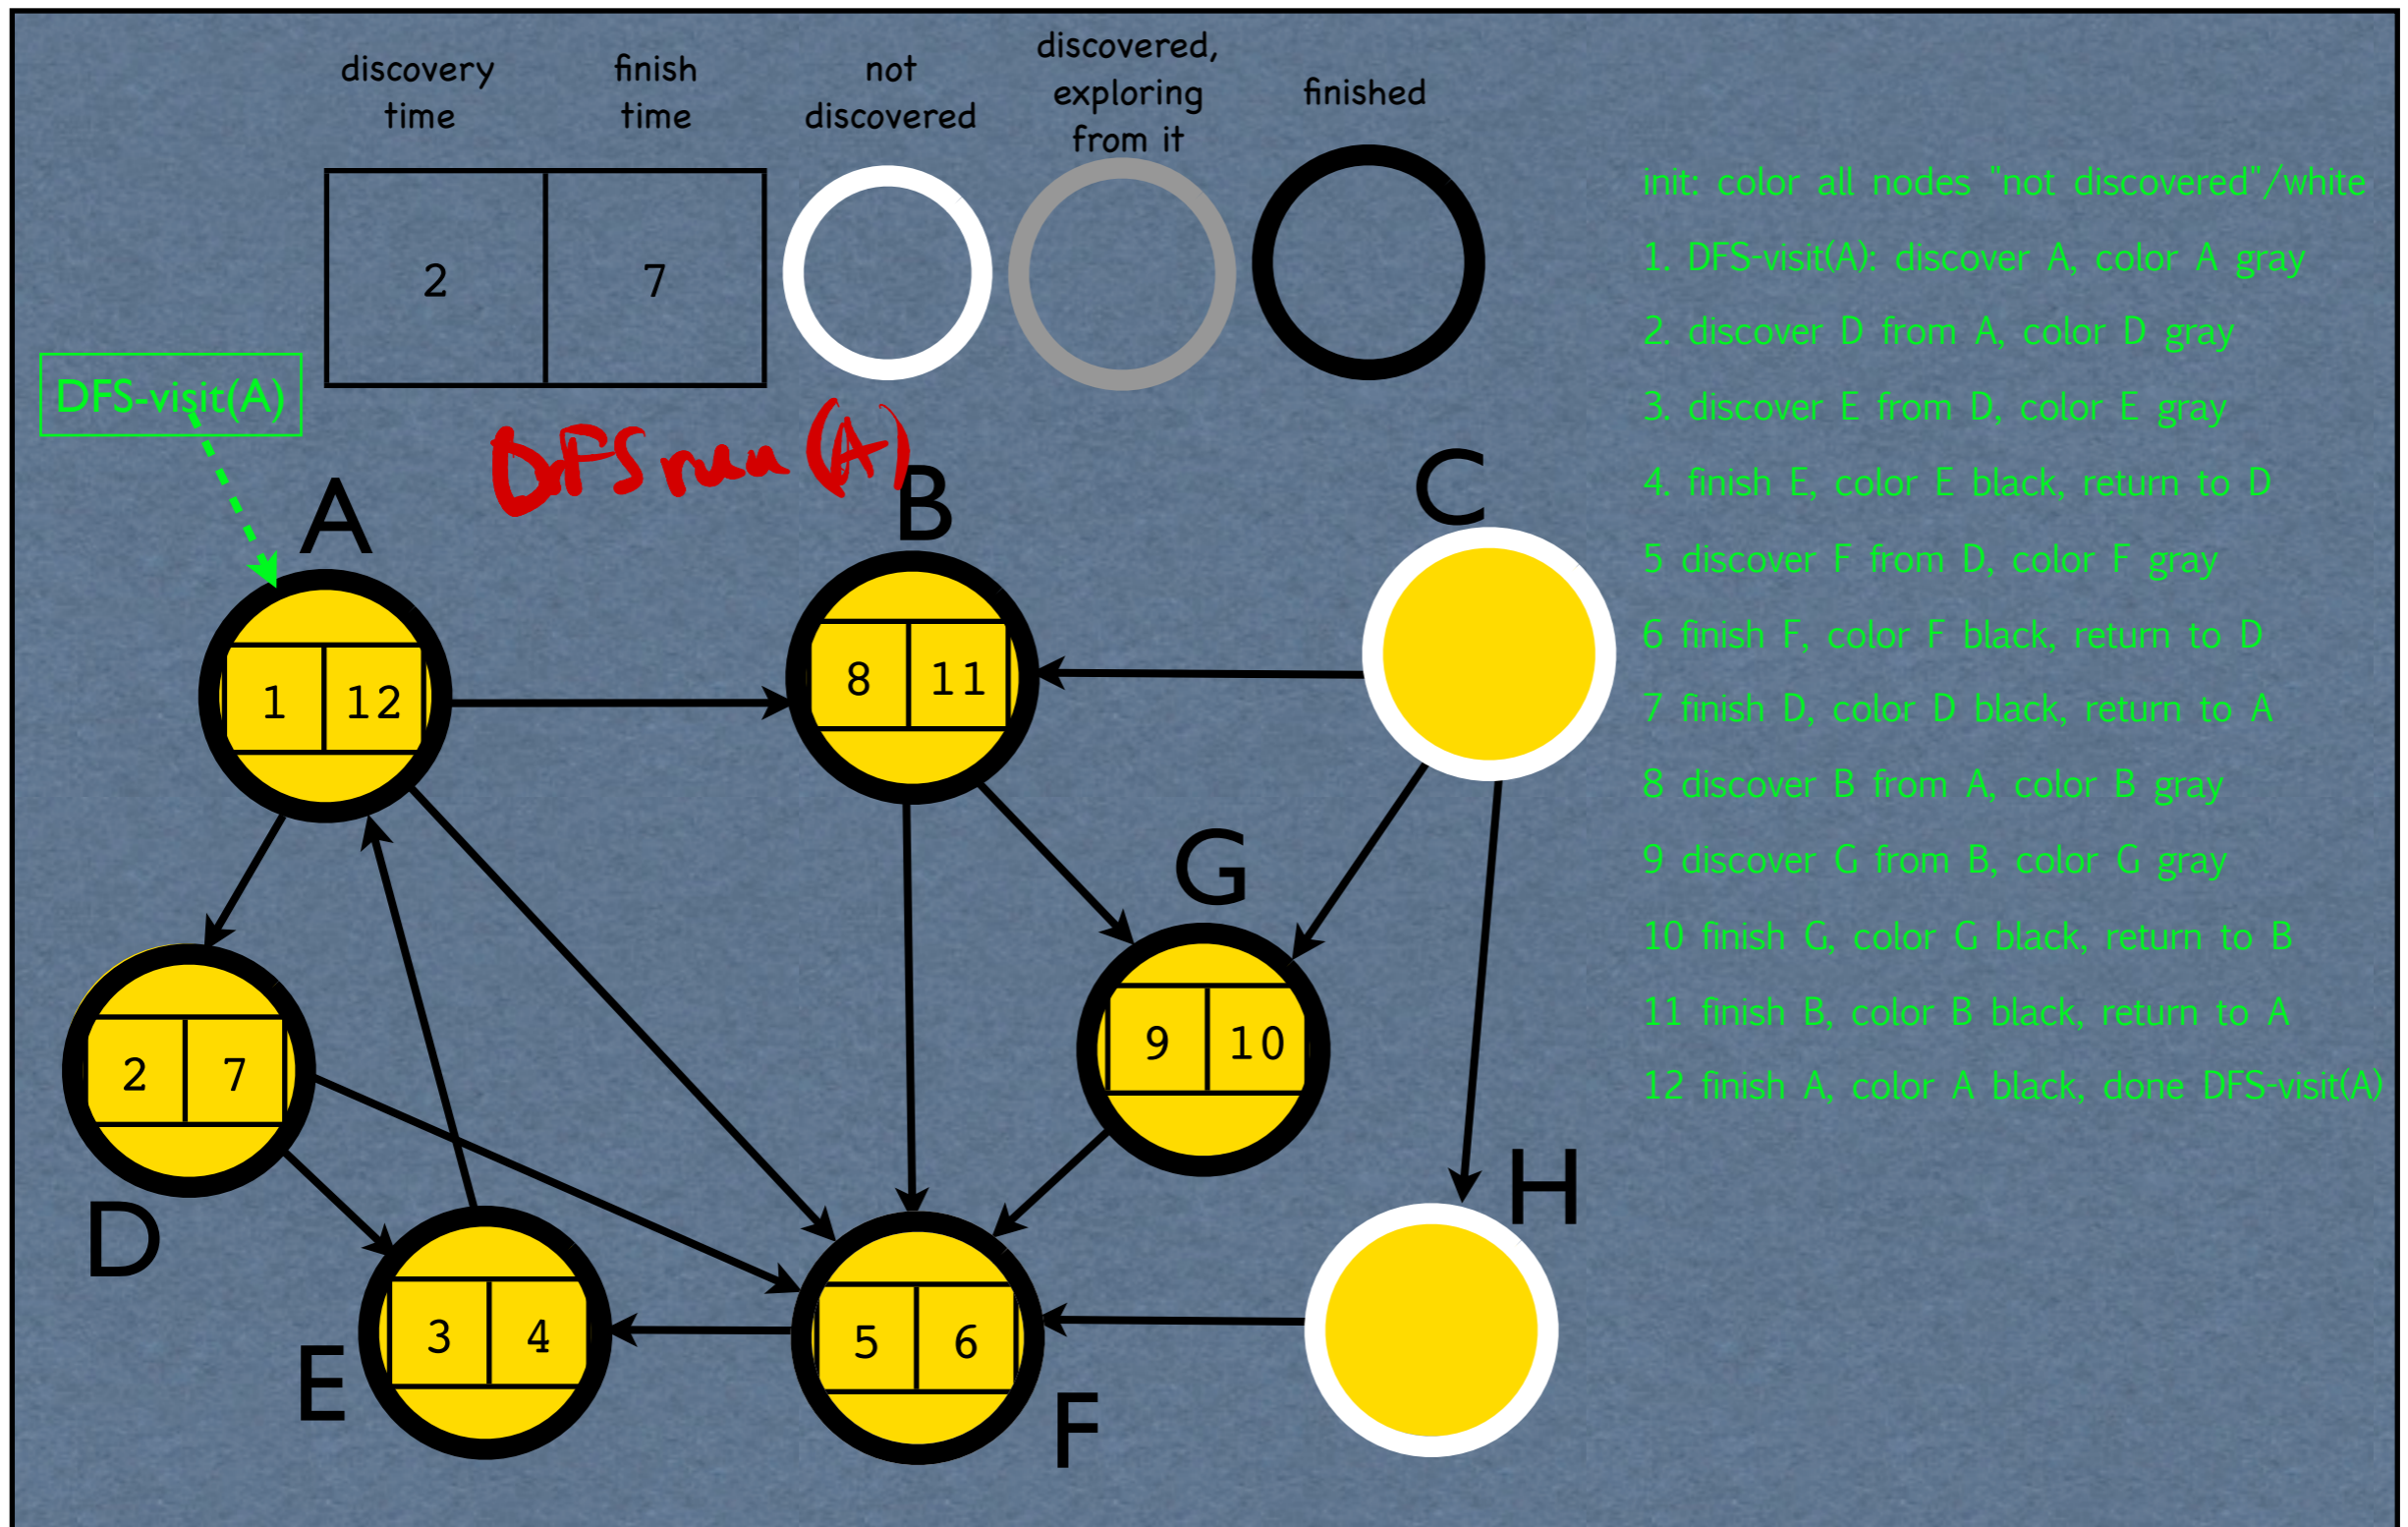 discovery time
finish time
not discovered
discovered, exploring from it
finished
2 7
DFS-visit(A)
DFS (A)
A
B
C
1 12
8 11
G
9 10
2 7
D
H
E
3 4
5 6
F
init: color all nodes "not discovered"/white
1. DFS-visit(A): discover A, color A gray
2. discover D from A, color D gray
3. discover E from D, color E gray
4. finish E, color E black, return to D
5 discover F from D, color F gray
6 finish F, color F black, return to D
7 finish D, color D black, return to A
8 discover B from A, color B gray
9 discover G from B, color G gray
10 finish G, color G black, return to B
11 finish B, color B black, return to A
12 finish A, color A black, done DFS-visit(A)